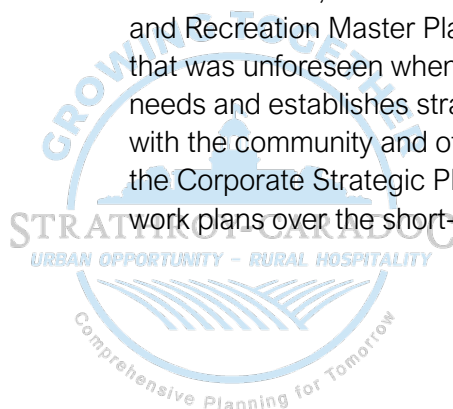 and Recreation Master Pla
that was unforeseen when
needs and establishes stra
with the community and o
the Corporate Strategic Pl
work plans over the short-
GROWING TOGETHER
STRATHROY-CARADOC
URBAN OPPORTUNITY – RURAL HOSPITALITY
Comprehensive Planning for Tomorrow